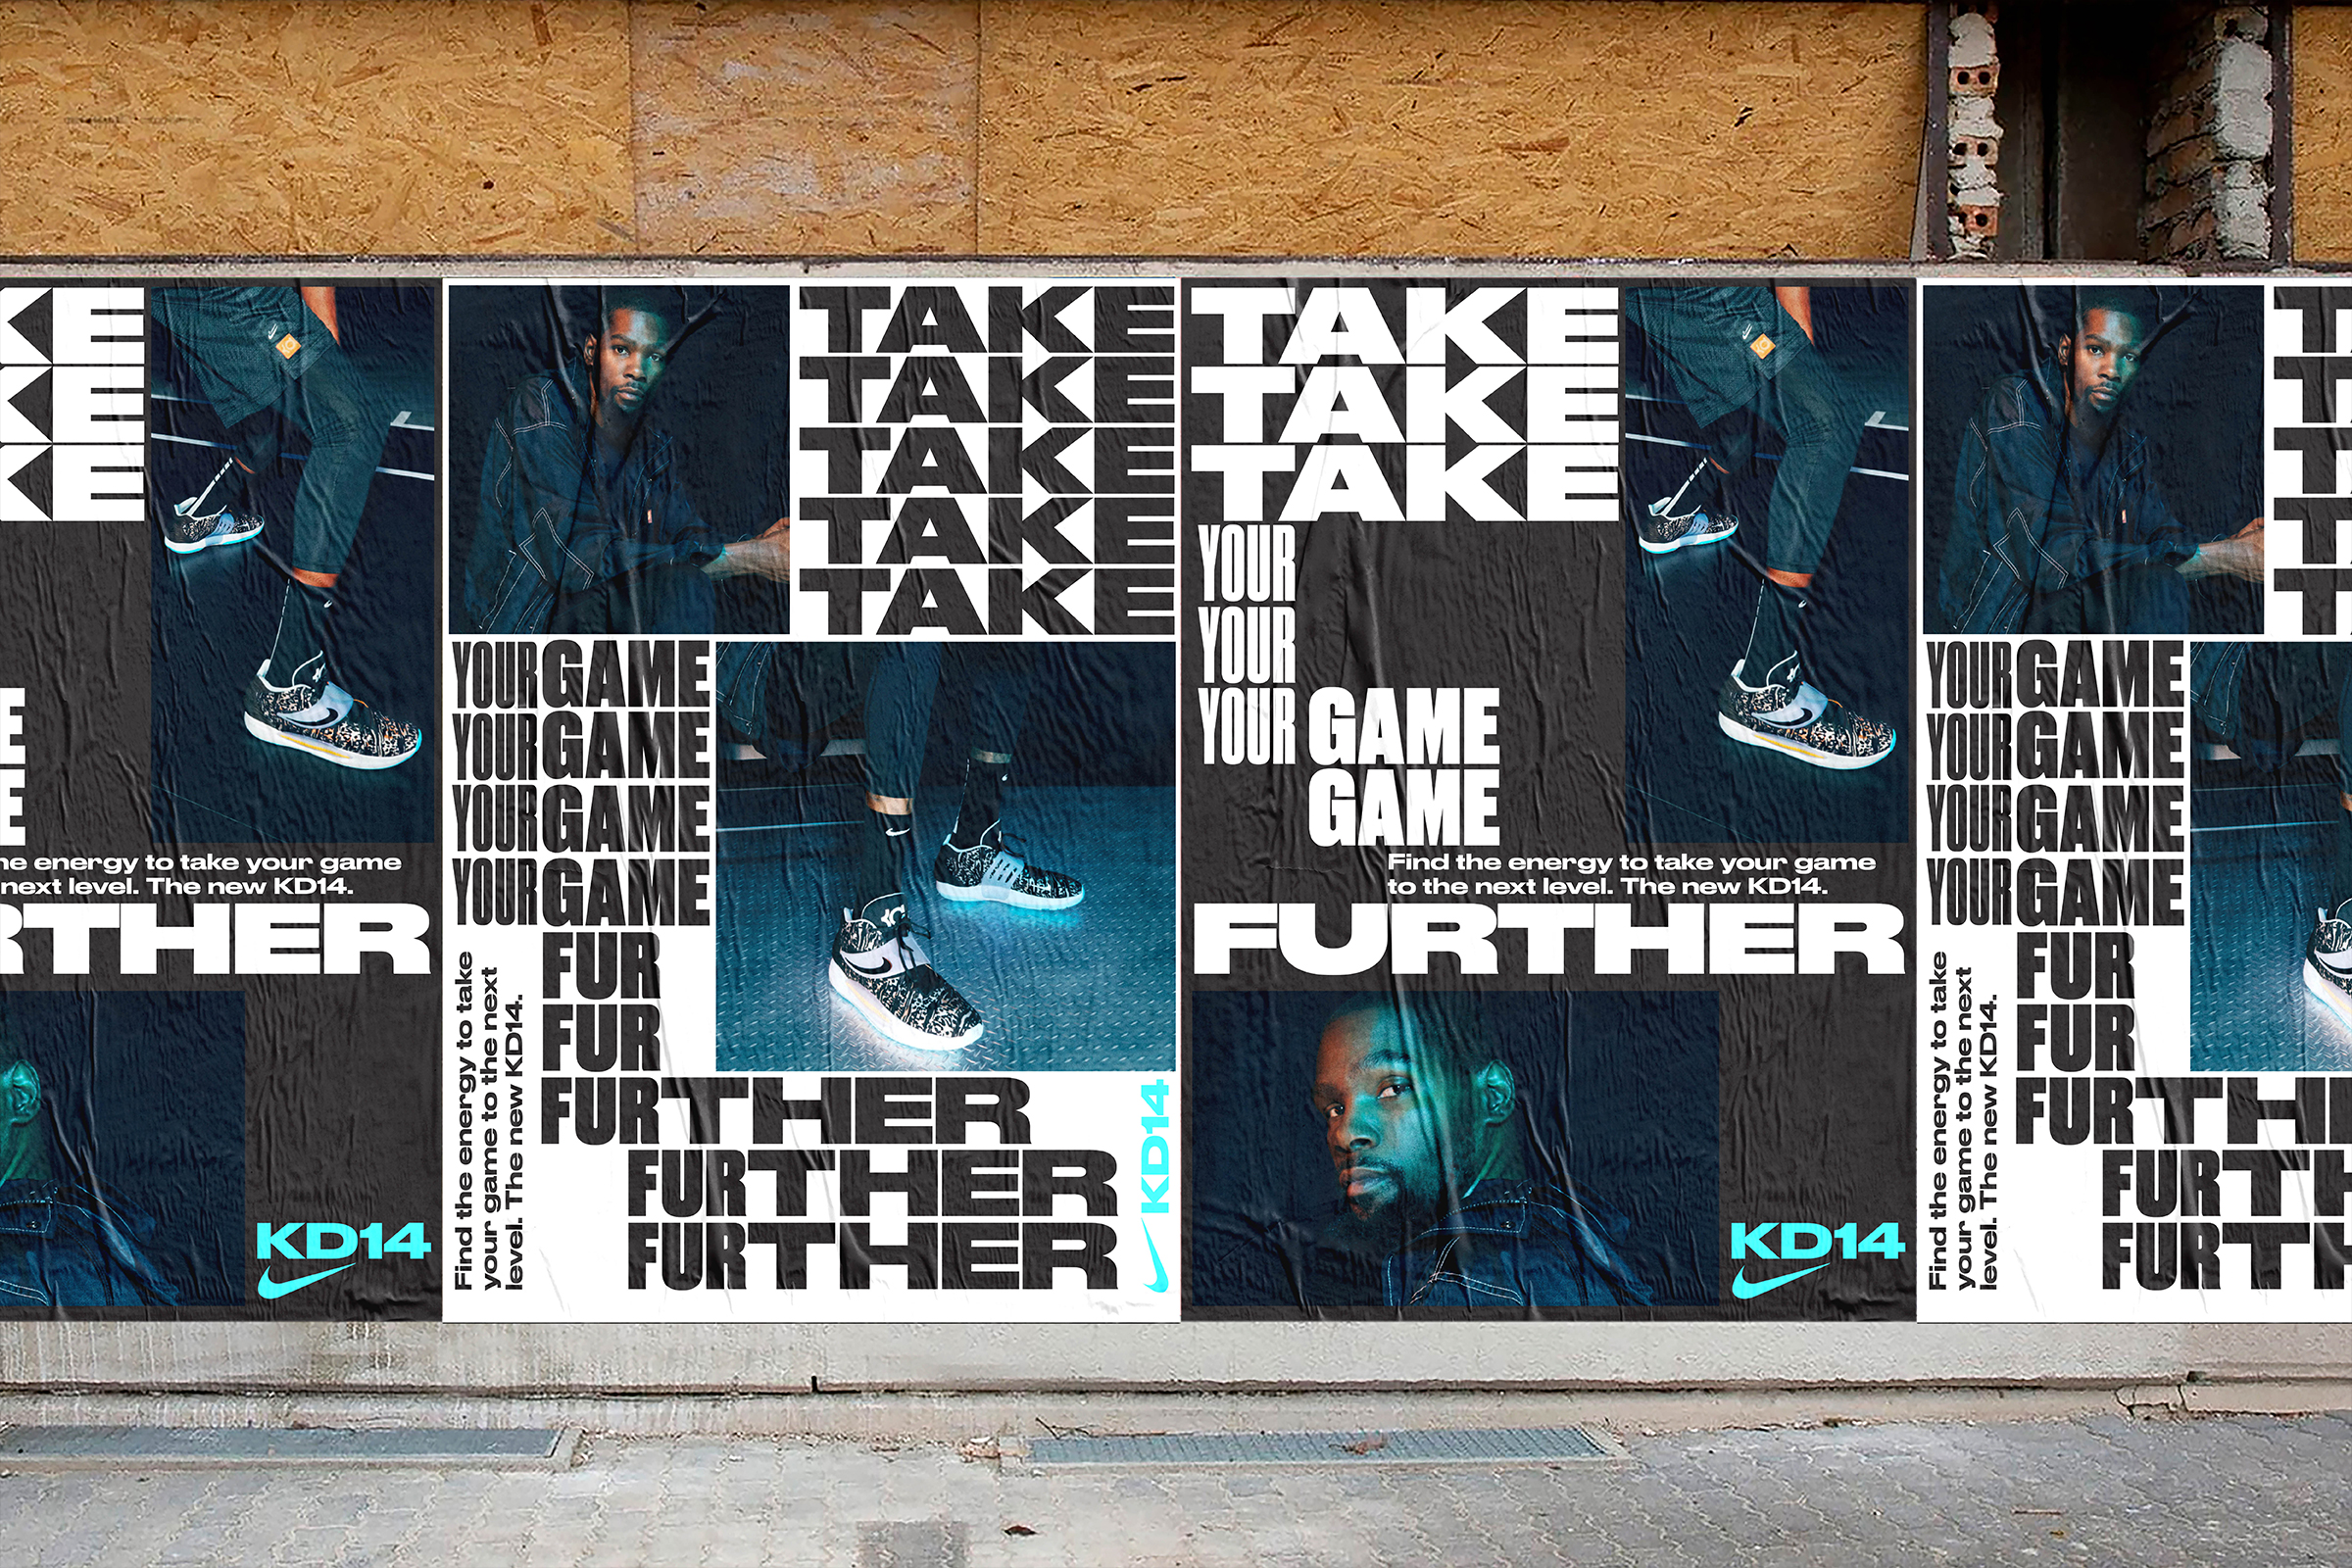 KE
KE
KE
E
E
he energy to take your game
next level. The new KD14.
RTHER
KD14
TAKE
TAKE
TAKE
TAKE
TAKE
YOUR GAME
YOUR GAME
YOUR GAME
YOUR GAME
FUR
FUR
FURTHER
FURTHER
FURTHER
Find the energy to take
your game to the next
level. The new KD14.
KD14
TAKE
TAKE
TAKE
YOUR
YOUR
YOUR GAME
GAME
Find the energy to take your game
to the next level. The new KD14.
FURTHER
KD14
T
T
T
T
T
YOUR GAME
YOUR GAME
YOUR GAME
YOUR GAME
FUR
FUR
FURTHE
FURTH
FURTH
Find the energy to take
your game to the next
level. The new KD14.